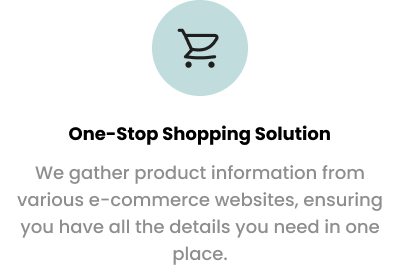 One-Stop Shopping Solution
We gather product information from
various e-commerce websites, ensuring
you have all the details you need in one
place.